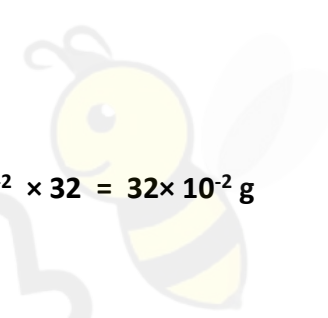 ⁻² × 32 = 32× 10⁻² g